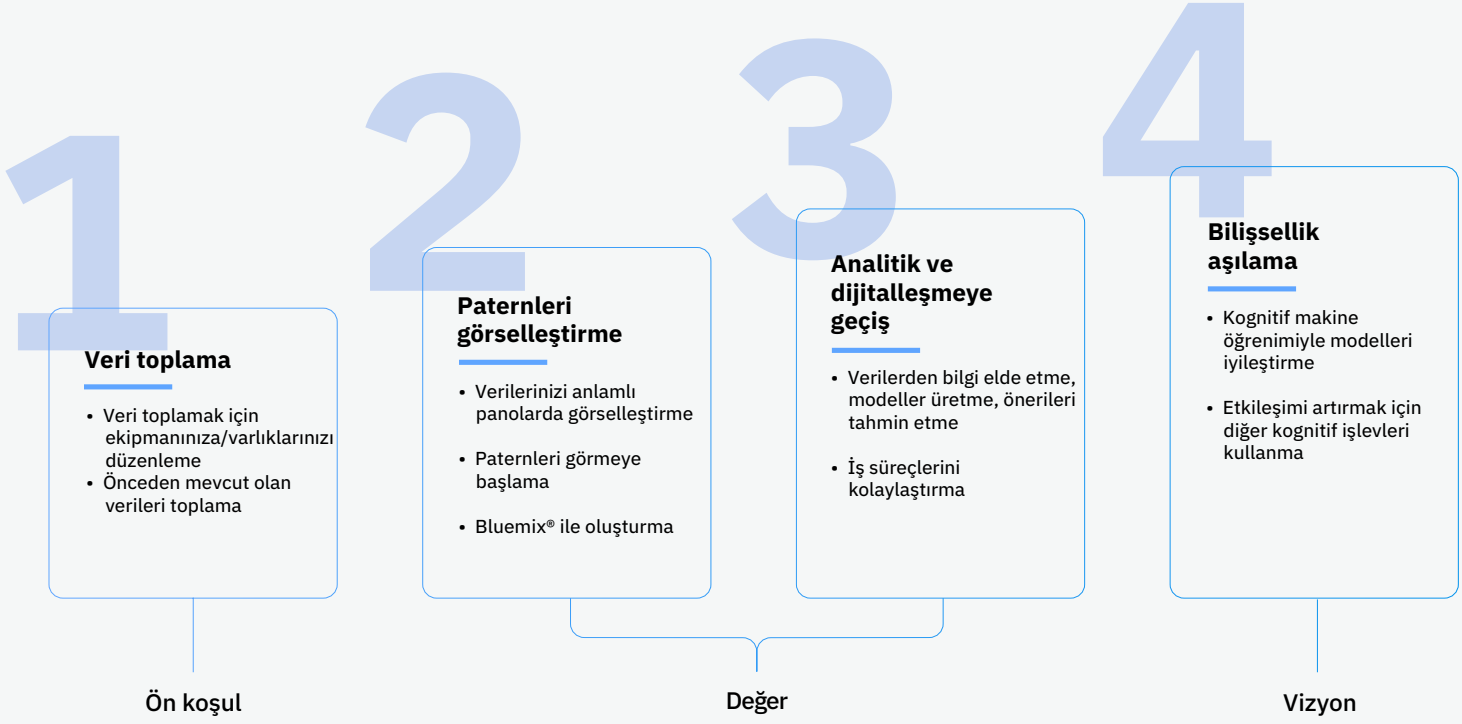 1
Veri toplama
• Veri toplamak için
ekipmanınıza/varlıklarınızı
düzenleme
• Önceden mevcut olan
verileri toplama
Ön koşul
2
Paternleri
görselleştirme
• Verilerinizi anlamlı
panolarda görselleştirme
• Paternleri görmeye
başlama
• Bluemix® ile oluşturma
3
Analitik ve
dijitalleşmeye
geçiş
• Verilerden bilgi elde etme,
modeller üretme, önerileri
tahmin etme
• İş süreçlerini
kolaylaştırma
Değer
4
Bilişsellik
aşılama
• Kognitif makine
öğrenimiyle modelleri
iyileştirme
• Etkileşimi artırmak için
diğer kognitif işlevleri
kullanma
Vizyon